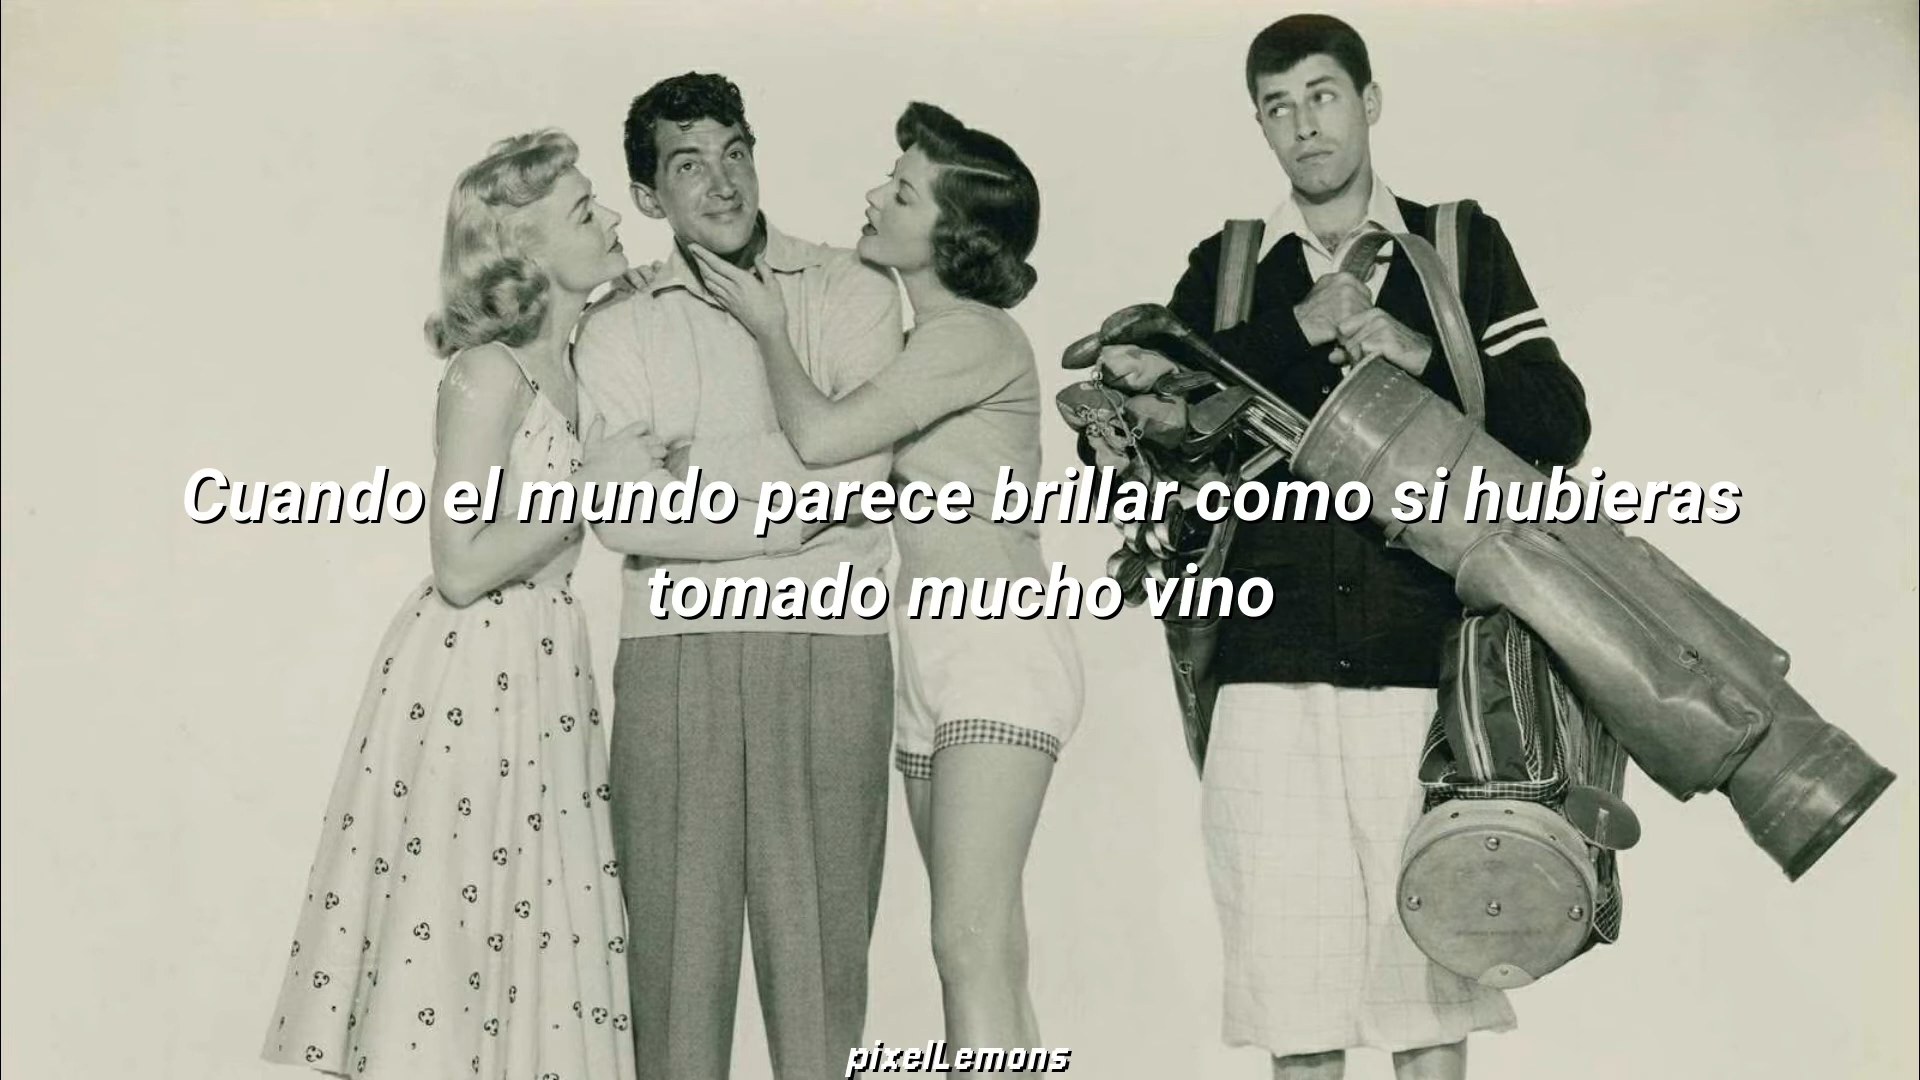 Cuando el mundo parece brillar como si hubieras
tomado mucho vino
pixelLemons